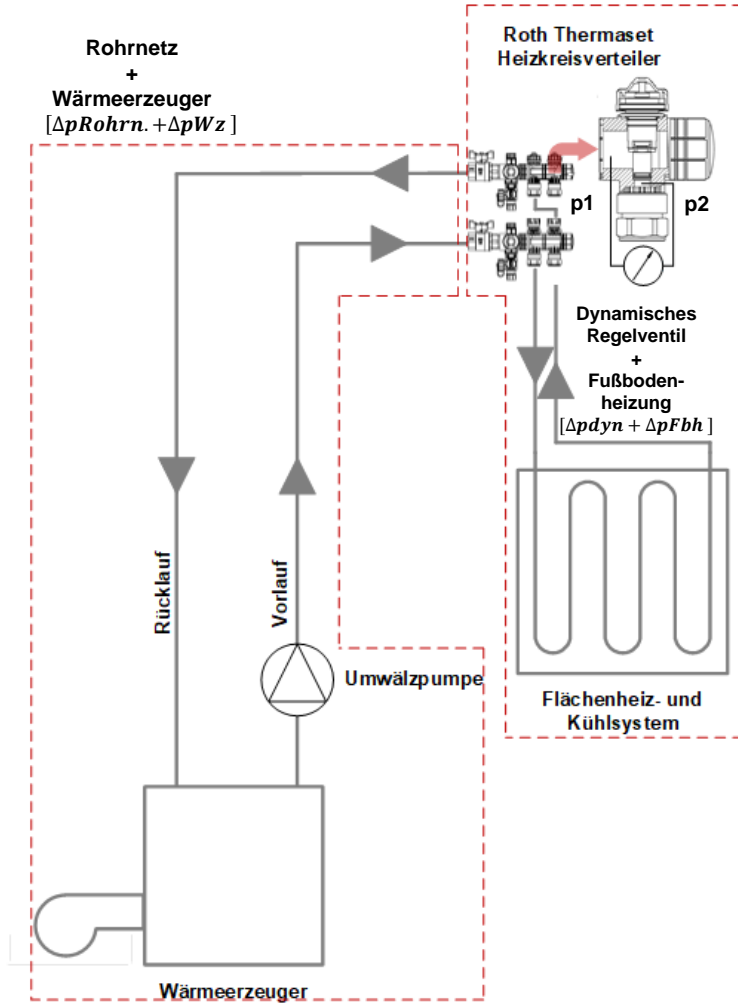 Rohrnetz
+
Wärmeerzeuger
[ΔpRohrn. +ΔpWz ]
Roth Thermaset
Heizkreisverteiler
p1
p2
Dynamisches
Regelventil
+
Fußboden-
heizung
[Δpdyn + ΔpFbh ]
Rücklauf
Vorlauf
Umwälzpumpe
Flächenheiz- und
Kühlsystem
Wärmeerzeuger